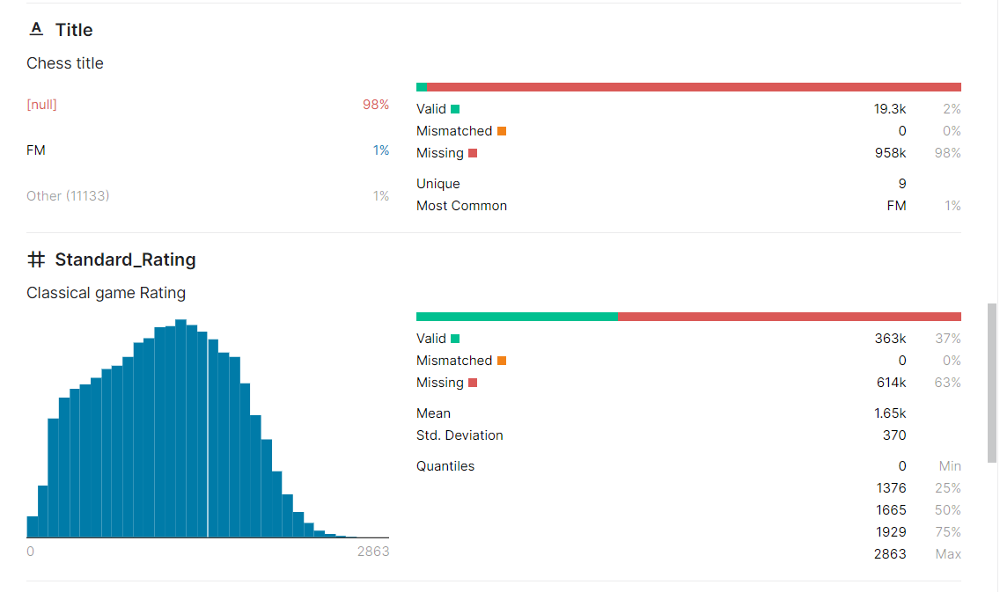 A Title
Chess title
[null] 98%
FM 1%
Other (11133) 1%
Valid 19.3k 2%
Mismatched 0 0%
Missing 958k 98%
Unique 9
Most Common FM 1%
# Standard_Rating
Classical game Rating
0 2863
Valid 363k 37%
Mismatched 0 0%
Missing 614k 63%
Mean 1.65k
Std. Deviation 370
Quantiles 0 Min
1376 25%
1665 50%
1929 75%
2863 Max